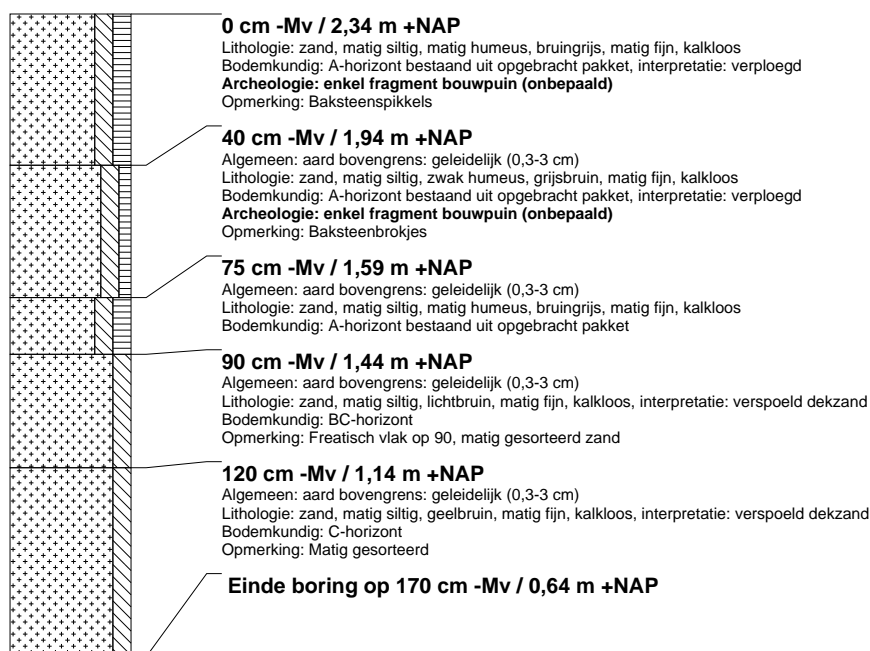 0 cm -Mv / 2,34 m +NAP
Lithologie: zand, matig siltig, matig humeus, bruingrijs, matig fijn, kalkloos
Bodemkundig: A-horizont bestaand uit opgebracht pakket, interpretatie: verploegd
Archeologie: enkel fragment bouwpuin (onbepaald)
Opmerking: Baksteenspikkels
40 cm -Mv / 1,94 m +NAP
Algemeen: aard bovengrens: geleidelijk (0,3-3 cm)
Lithologie: zand, matig siltig, zwak humeus, grijsbruin, matig fijn, kalkloos
Bodemkundig: A-horizont bestaand uit opgebracht pakket, interpretatie: verploegd
Archeologie: enkel fragment bouwpuin (onbepaald)
Opmerking: Baksteenbrokjes
75 cm -Mv / 1,59 m +NAP
Algemeen: aard bovengrens: geleidelijk (0,3-3 cm)
Lithologie: zand, matig siltig, matig humeus, bruingrijs, matig fijn, kalkloos
Bodemkundig: A-horizont bestaand uit opgebracht pakket
90 cm -Mv / 1,44 m +NAP
Algemeen: aard bovengrens: geleidelijk (0,3-3 cm)
Lithologie: zand, matig siltig, lichtbruin, matig fijn, kalkloos, interpretatie: verspoeld dekzand
Bodemkundig: BC-horizont
Opmerking: Freatisch vlak op 90, matig gesorteerd zand
120 cm -Mv / 1,14 m +NAP
Algemeen: aard bovengrens: geleidelijk (0,3-3 cm)
Lithologie: zand, matig siltig, geelbruin, matig fijn, kalkloos, interpretatie: verspoeld dekzand
Bodemkundig: C-horizont
Opmerking: Matig gesorteerd
Einde boring op 170 cm -Mv / 0,64 m +NAP